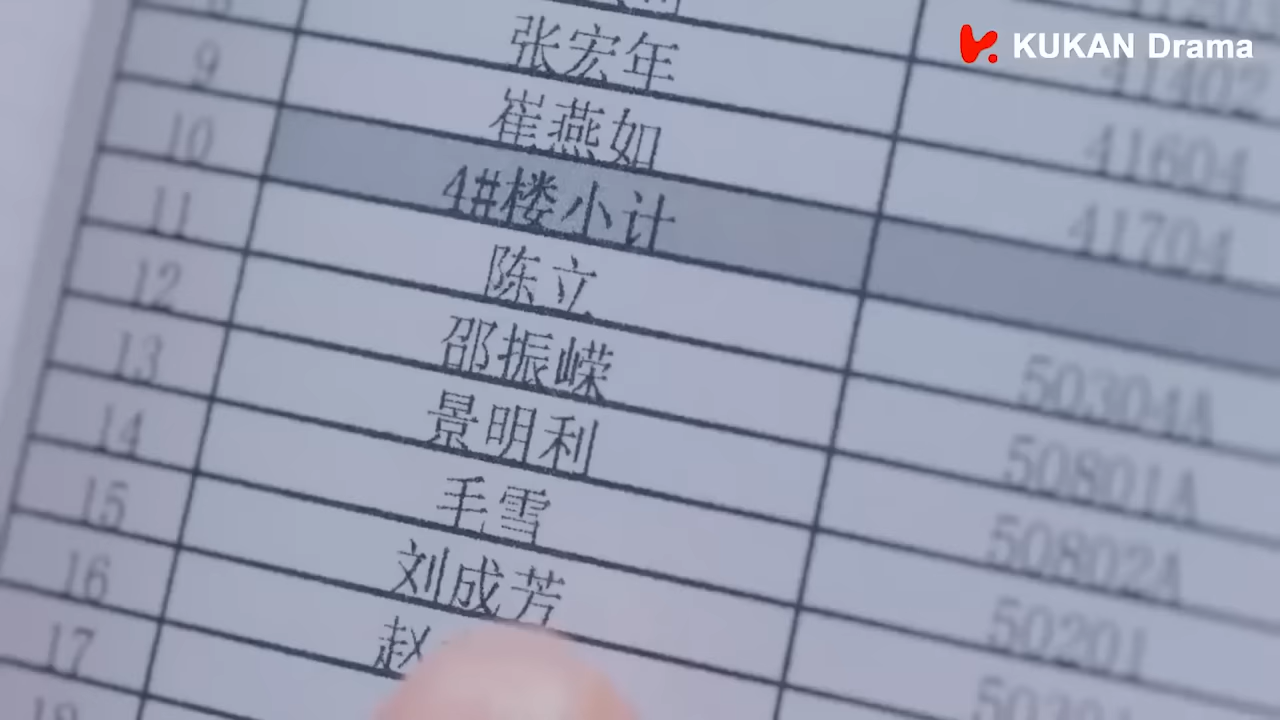 41402
8 张宏年 41604
9 崔燕如 41704
10 4#楼小计
11 陈立 50304A
12 邵振嵘 50801A
13 景明利 50802A
14 毛雪 50201
15 刘成芳
16 赵
17
18
KUKAN Drama